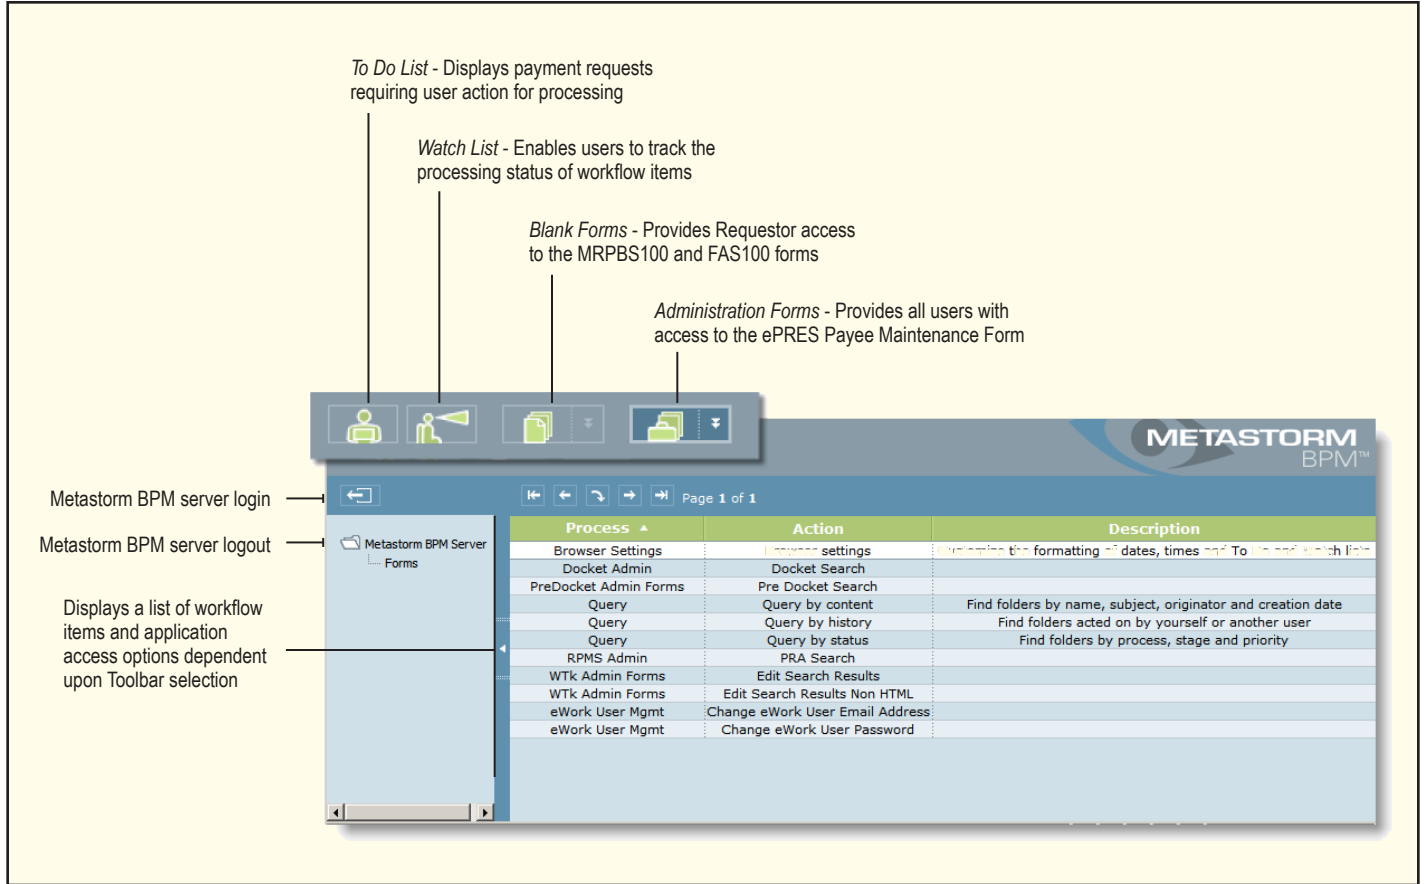 To Do List - Displays payment requests
requiring user action for processing
Watch List - Enables users to track the
processing status of workflow items
Blank Forms - Provides Requestor access
to the MRPBS100 and FAS100 forms
Administration Forms - Provides all users with
access to the ePRES Payee Maintenance Form
METASTORM
BPM™
Metastorm BPM server login
Page 1 of 1
Metastorm BPM server logout
Metastorm BPM Server
Forms
Displays a list of workflow
items and application
access options dependent
upon Toolbar selection
Process Action Description
Browser Settings settings the formatting of dates, times and To
Docket Admin Docket Search
PreDocket Admin Forms Pre Docket Search
Query Query by content Find folders by name, subject, originator and creation date
Query Query by history Find folders acted on by yourself or another user
Query Query by status Find folders by process, stage and priority
RPMS Admin PRA Search
WTk Admin Forms Edit Search Results
WTk Admin Forms Edit Search Results Non HTML
eWork User Mgmt Change eWork User Email Address
eWork User Mgmt Change eWork User Password